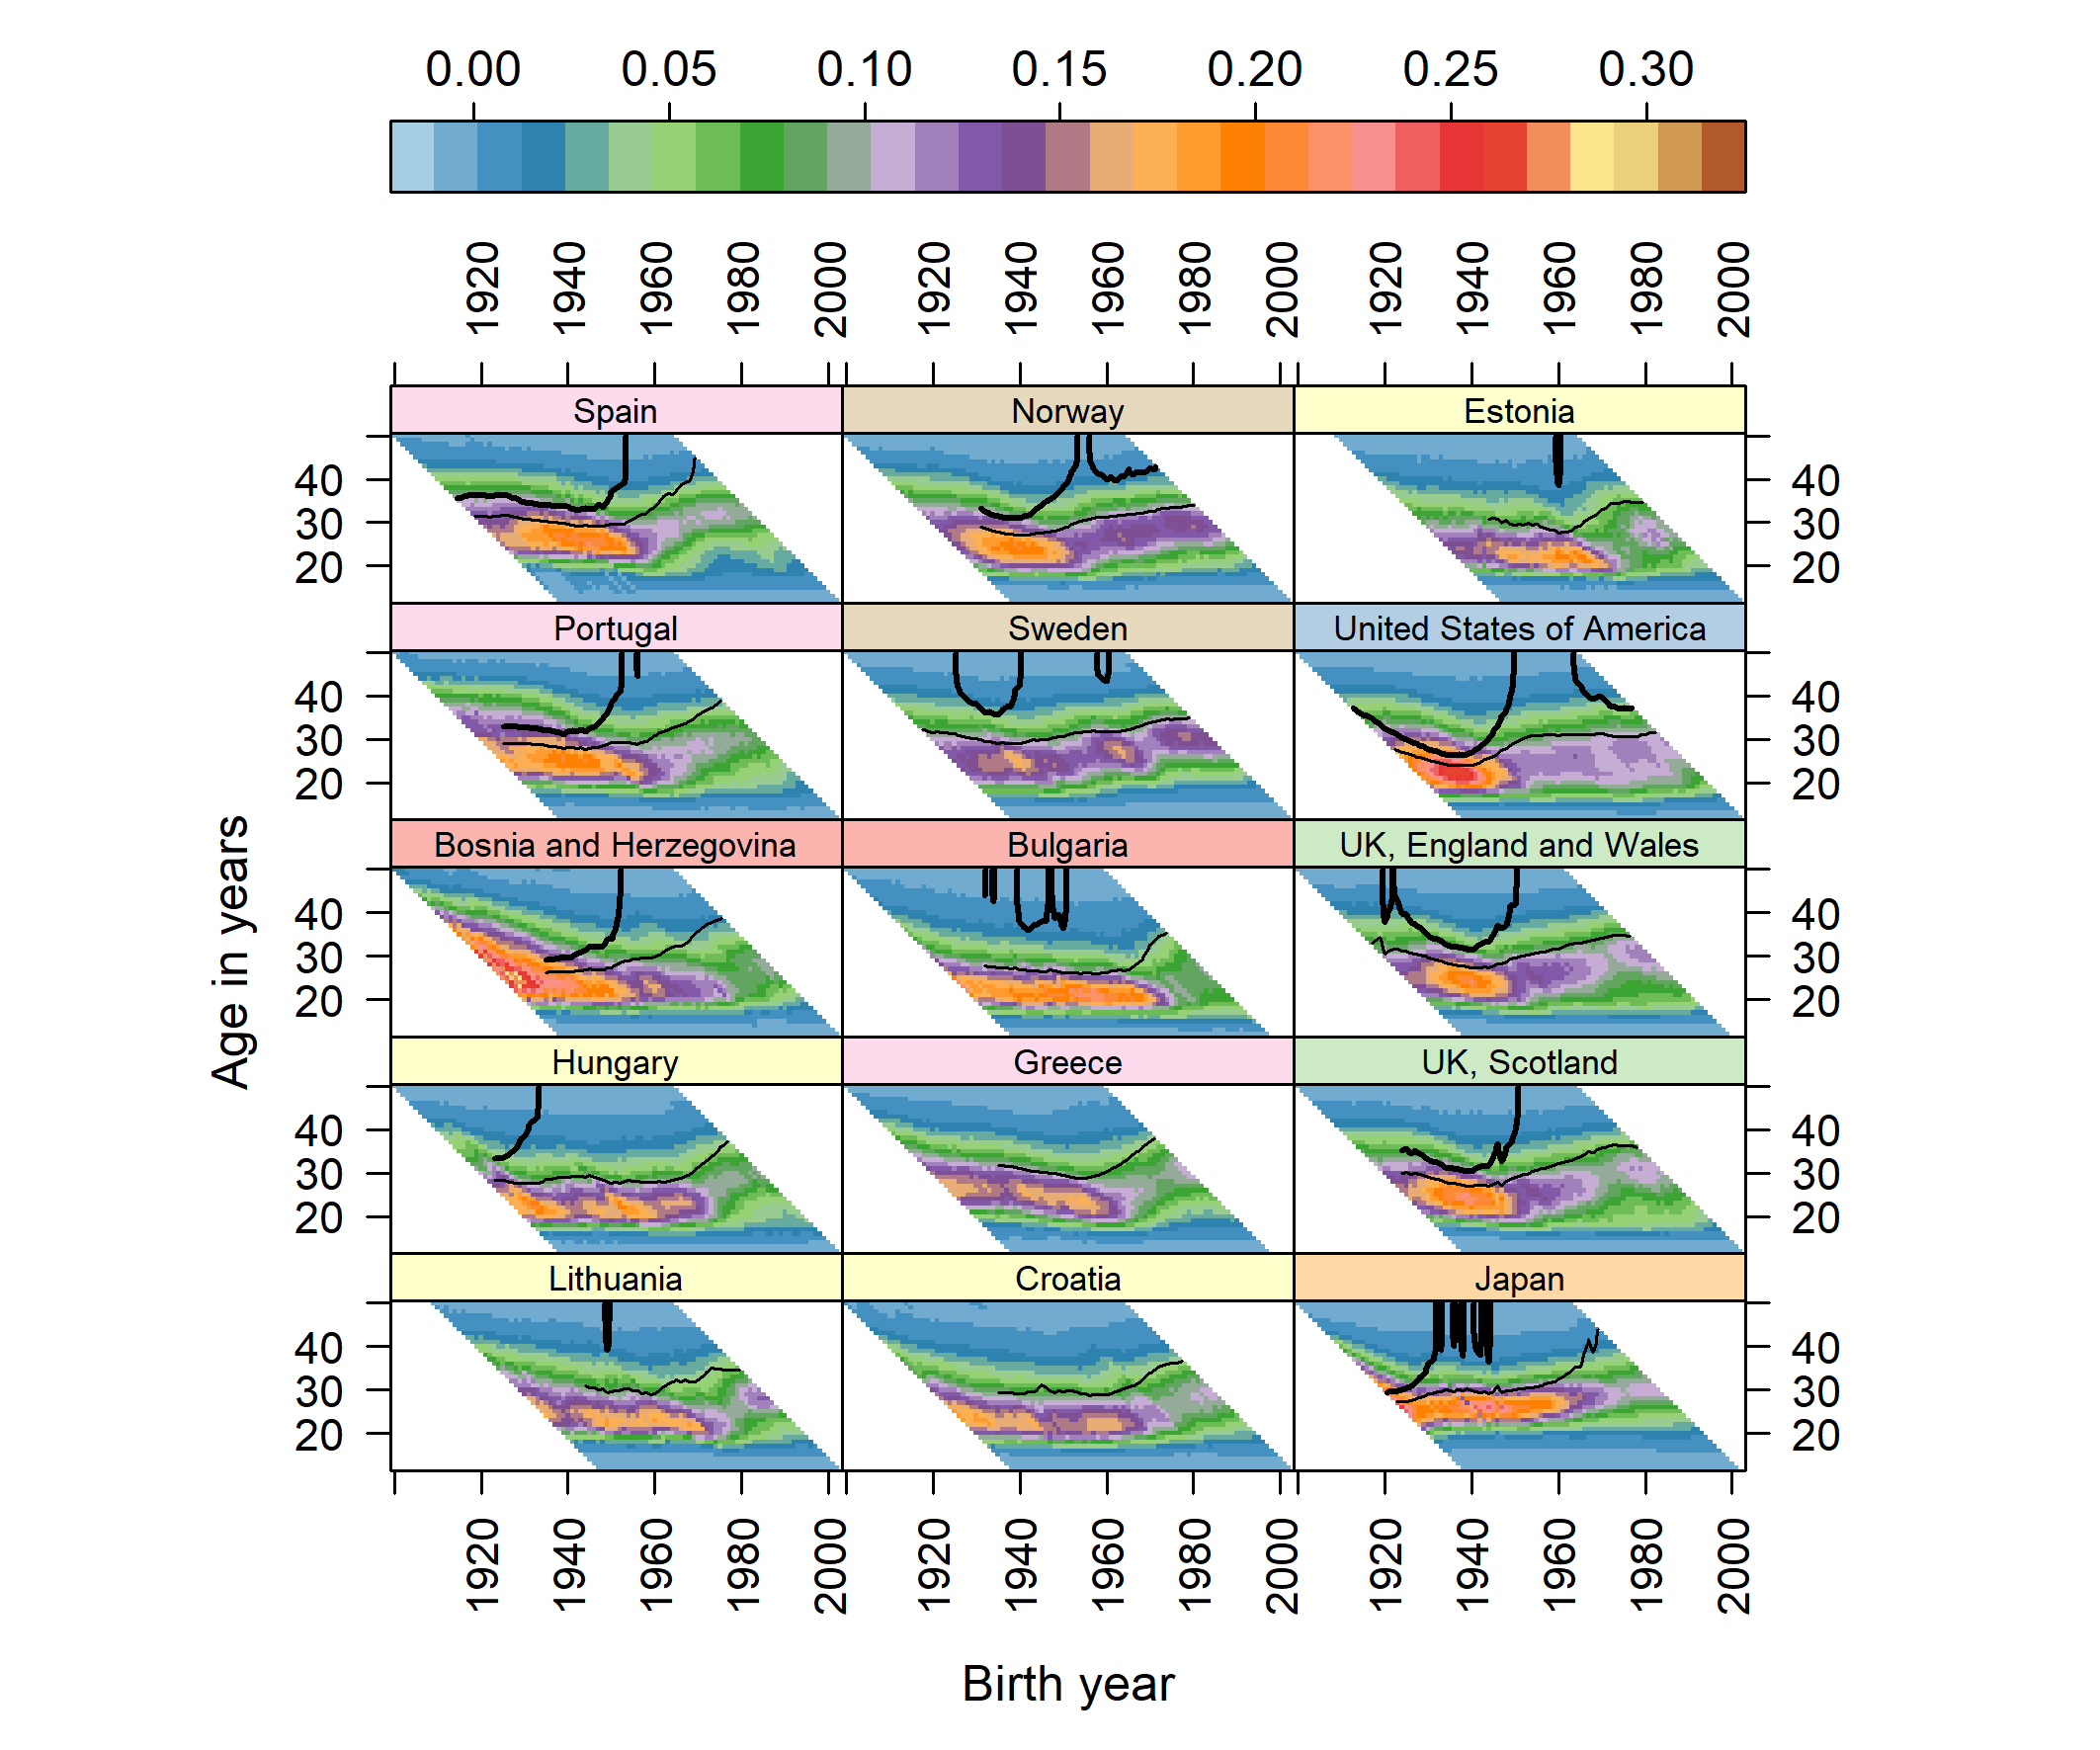 0.00 0.05 0.10 0.15 0.20 0.25 0.30
1920 1940 1960 1980 2000 1920 1940 1960 1980 2000 1920 1940 1960 1980 2000
Spain Norway Estonia
40 40
30 30
20 20
Portugal Sweden United States of America
40 40
30 30
20 20
Bosnia and Herzegovina Bulgaria UK, England and Wales
40 40
30 30
20 20
Hungary Greece UK, Scotland
40 40
30 30
20 20
Lithuania Croatia Japan
40 40
30 30
20 20
1920 1940 1960 1980 2000 1920 1940 1960 1980 2000 1920 1940 1960 1980 2000
Age in years
Birth year